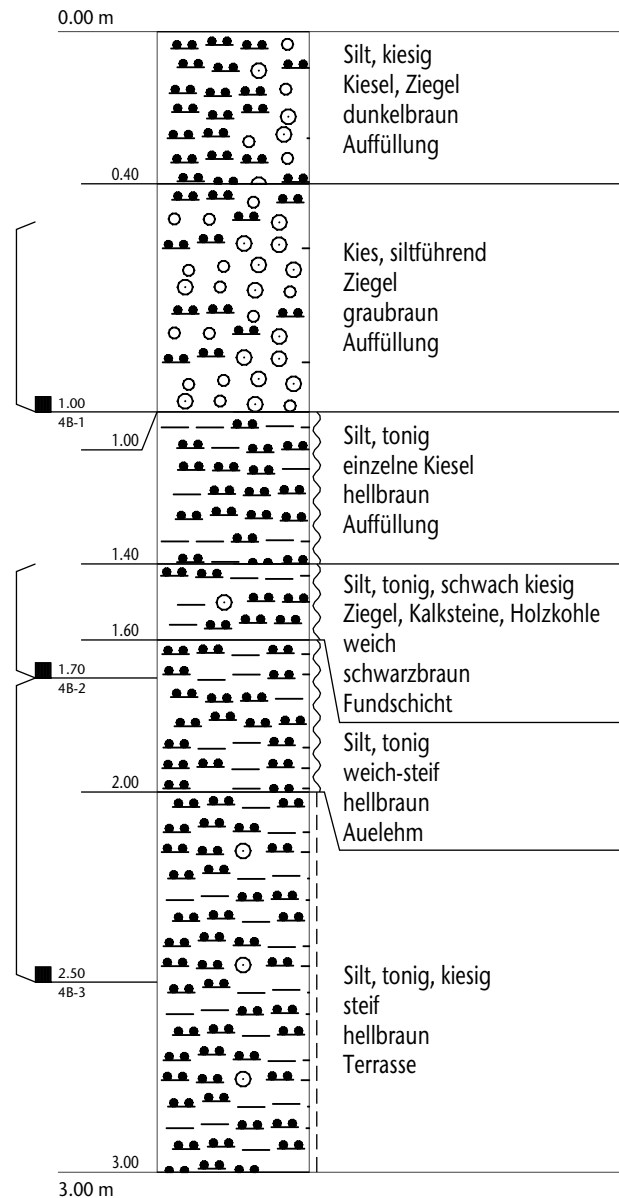 0.00 m
Silt, kiesig
Kiesel, Ziegel
dunkelbraun
Auffüllung
0.40
Kies, siltführend
Ziegel
graubraun
Auffüllung
1.00
4B-1
1.00
Silt, tonig
einzelne Kiesel
hellbraun
Auffüllung
1.40
Silt, tonig, schwach kiesig
Ziegel, Kalksteine, Holzkohle
weich
schwarzbraun
Fundschicht
1.60
1.70
4B-2
Silt, tonig
weich-steif
hellbraun
Auelehm
2.00
2.50
4B-3
Silt, tonig, kiesig
steif
hellbraun
Terrasse
3.00
3.00 m